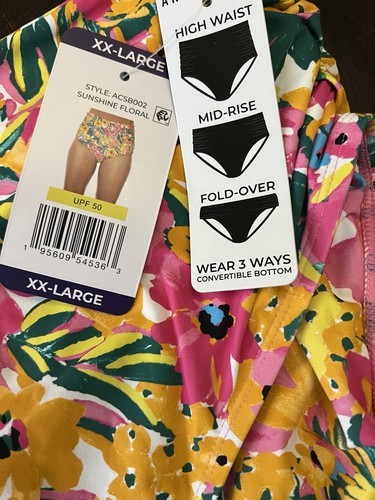 XX-LARGE
STYLE: ACSB002
SUNSHINE FLORAL
UPF 50
1 95609 54536 3
XX-LARGE
HIGH WAIST
MID-RISE
FOLD-OVER
WEAR 3 WAYS
CONVERTIBLE BOTTOM